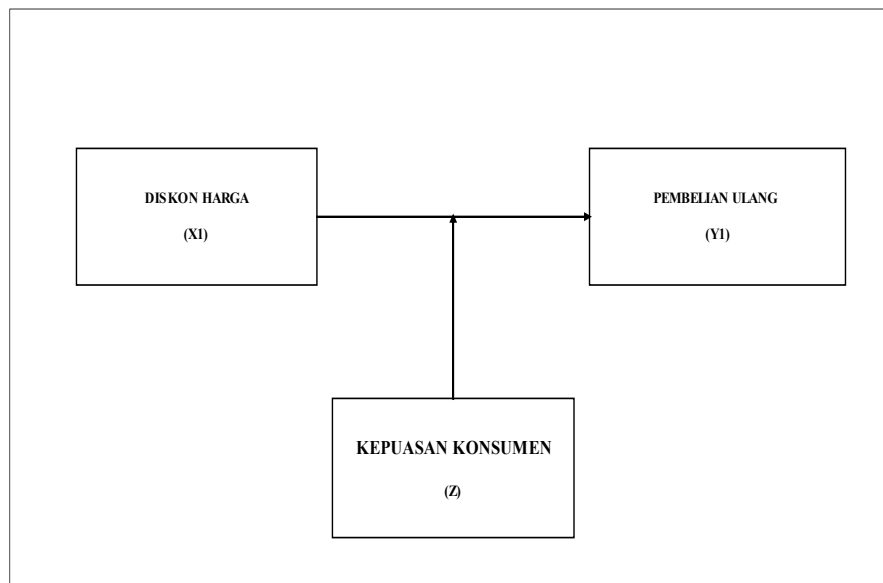 DISKON HARGA
(X1)
PEMBELIAN ULANG
(Y1)
KEPUASAN KONSUMEN
(Z)